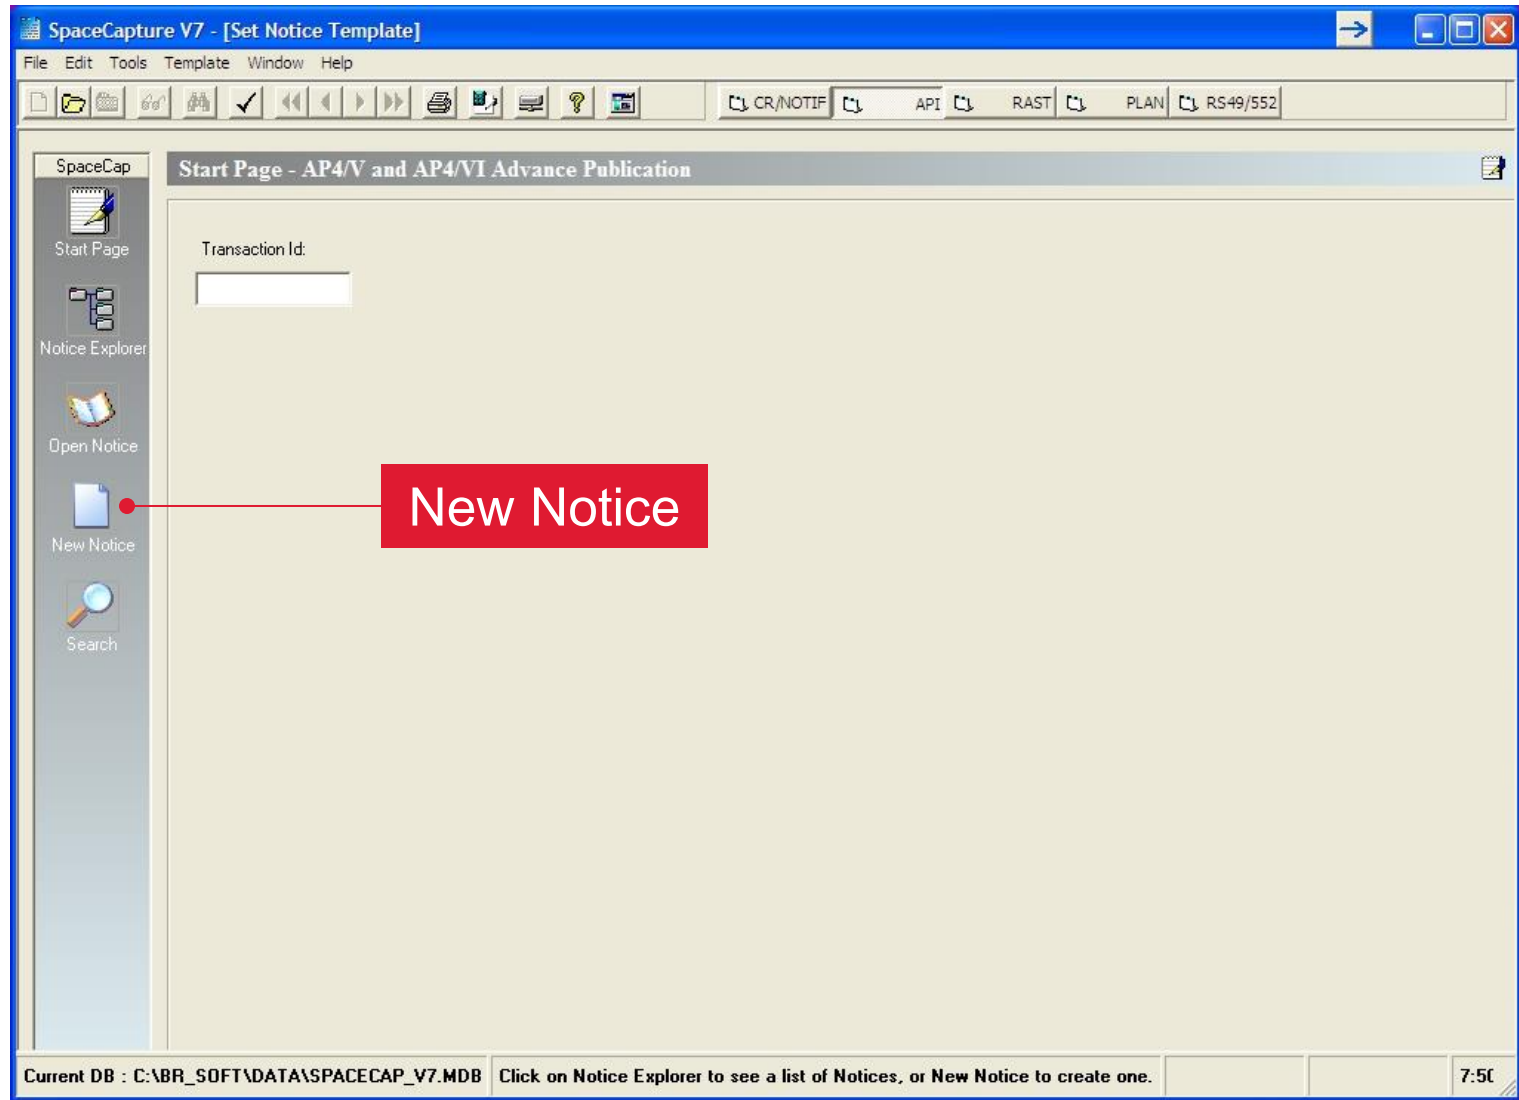 SpaceCapture V7 - [Set Notice Template]
File Edit Tools Template Window Help
CR/NOTIF API RAST PLAN RS49/552
SpaceCap
Start Page - AP4/V and AP4/VI Advance Publication
Start Page
Transaction Id:
Notice Explorer
Open Notice
New Notice
New Notice
Search
Current DB : C:\BR_SOFT\DATA\SPACECAP_V7.MDB Click on Notice Explorer to see a list of Notices, or New Notice to create one.